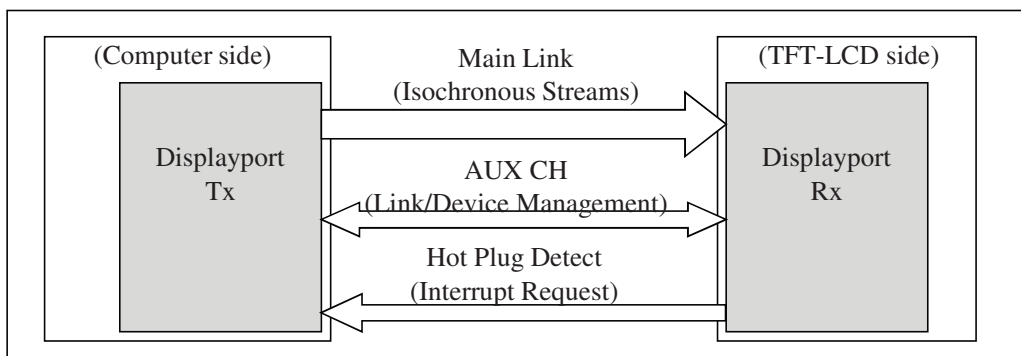 (Computer side)
Displayport
Tx
Main Link
(Isochronous Streams)
AUX CH
(Link/Device Management)
Hot Plug Detect
(Interrupt Request)
(TFT-LCD side)
Displayport
Rx